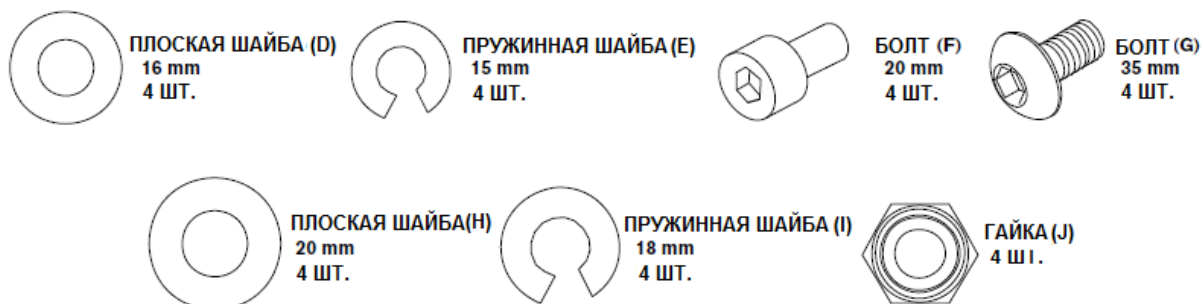 ПЛОСКАЯ ШАЙБА (D)
16 mm
4 ШТ.
ПРУЖИННАЯ ШАЙБА (E)
15 mm
4 ШТ.
БОЛТ (F)
20 mm
4 ШТ.
БОЛТ (G)
35 mm
4 ШТ.
ПЛОСКАЯ ШАЙБА(H)
20 mm
4 ШТ.
ПРУЖИННАЯ ШАЙБА (I)
18 mm
4 ШТ.
ГАЙКА (J)
4 ШІ.